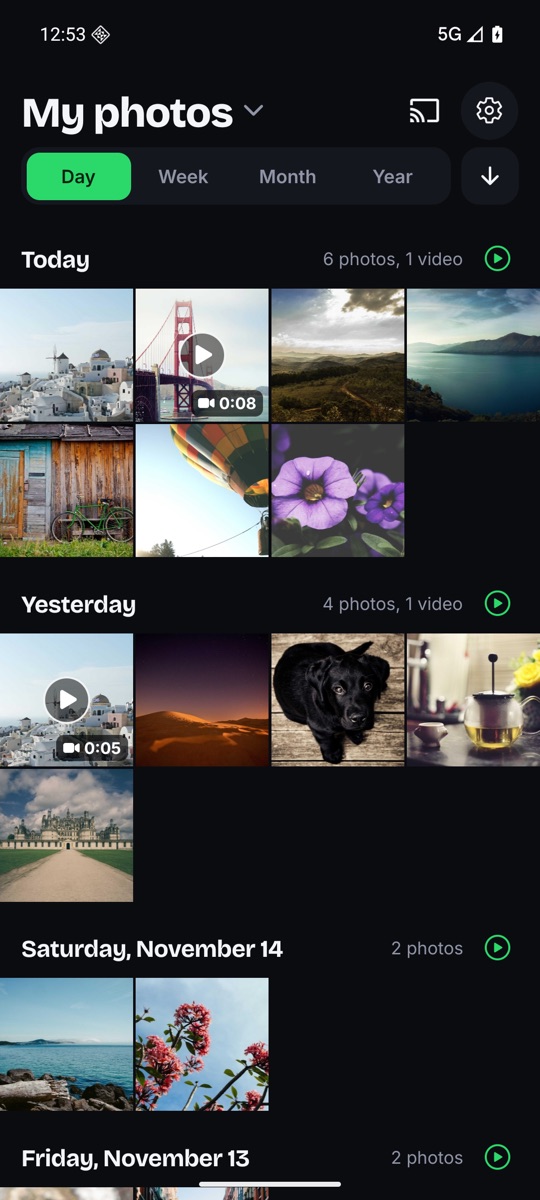 12:53
5G
My photos
Day Week Month Year
Today 6 photos, 1 video
0:08
Yesterday 4 photos, 1 video
0:05
Saturday, November 14 2 photos
Friday, November 13 2 photos